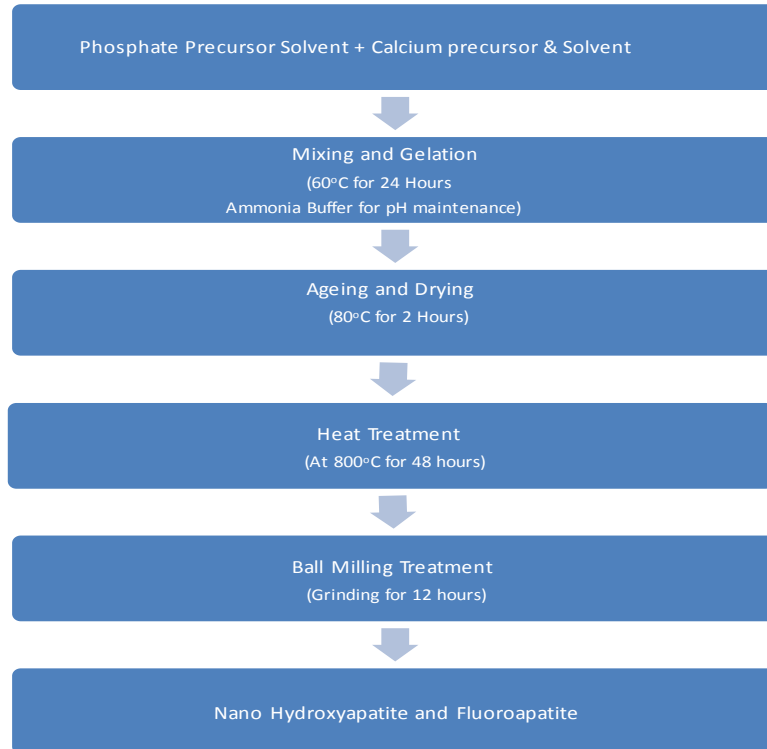 Phosphate Precursor Solvent + Calcium precursor & Solvent
Mixing and Gelation
(60°C for 24 Hours
Ammonia Buffer for pH maintenance)
Ageing and Drying
(80°C for 2 Hours)
Heat Treatment
(At 800°C for 48 hours)
Ball Milling Treatment
(Grinding for 12 hours)
Nano Hydroxyapatite and Fluoroapatite